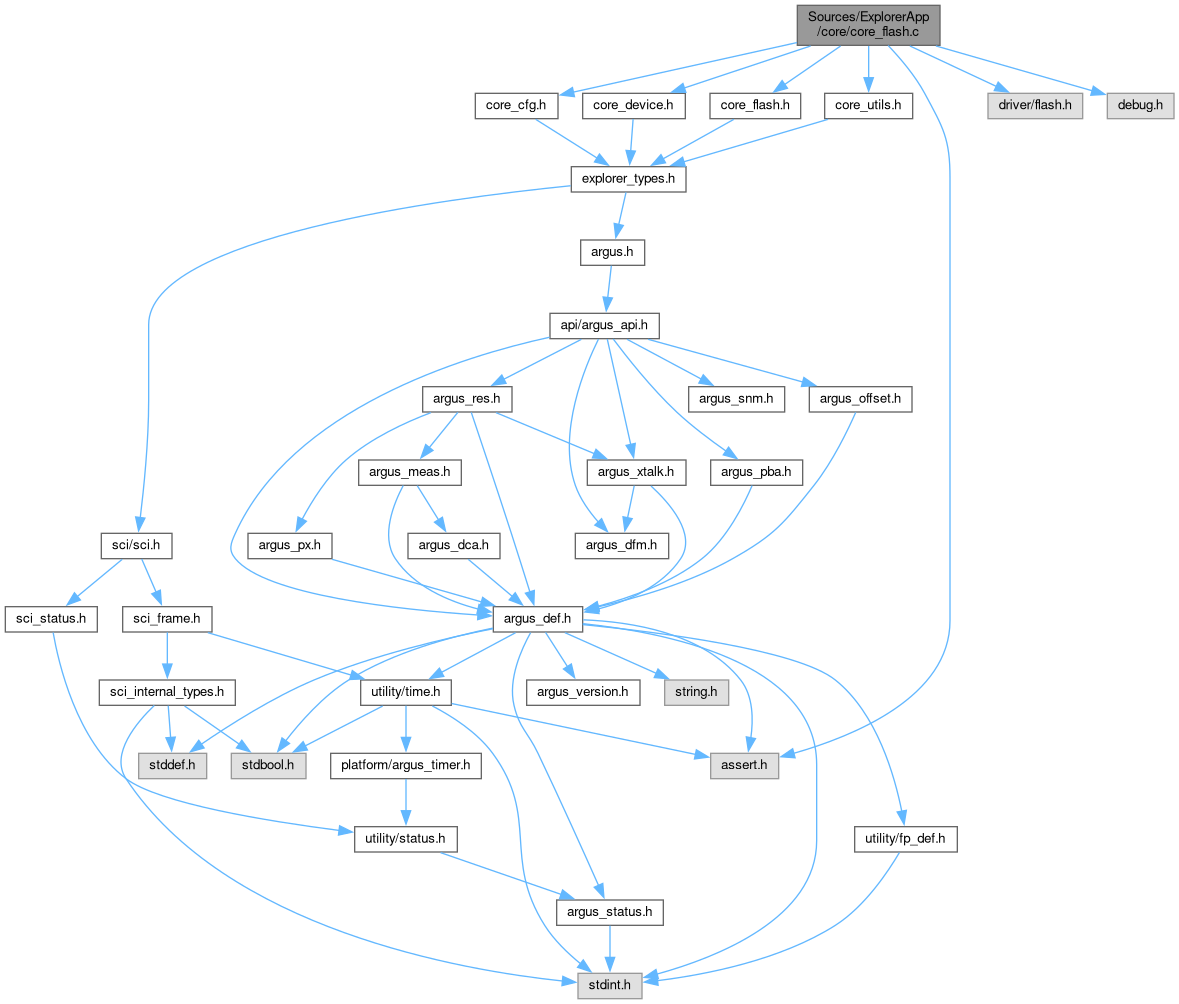 Sources/ExplorerApp
/core/core_flash.c
core_cfg.h
core_device.h
core_flash.h
core_utils.h
driver/flash.h
debug.h
explorer_types.h
argus.h
api/argus_api.h
argus_res.h
argus_snm.h
argus_offset.h
argus_meas.h
argus_xtalk.h
argus_pba.h
sci/sci.h
argus_px.h
argus_dca.h
argus_dfm.h
sci_status.h
sci_frame.h
argus_def.h
sci_internal_types.h
utility/time.h
argus_version.h
string.h
stddef.h
stdbool.h
platform/argus_timer.h
assert.h
utility/status.h
utility/fp_def.h
argus_status.h
stdint.h